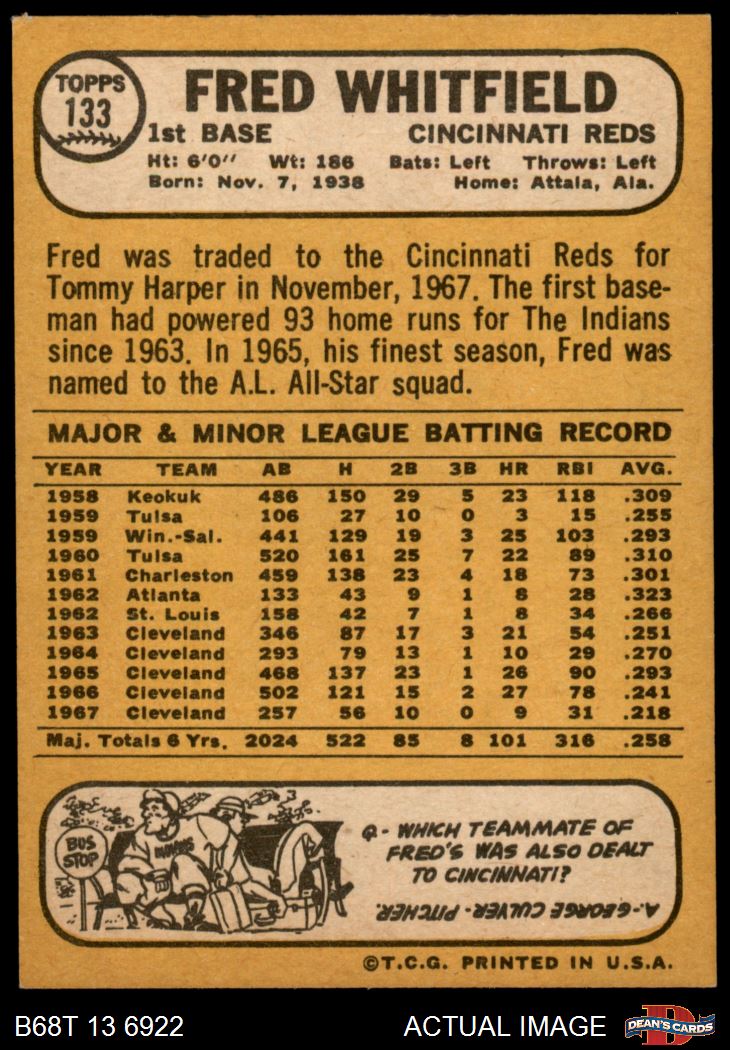 TOPPS
133
FRED WHITFIELD
1st BASE CINCINNATI REDS
Ht: 6'0" Wt: 186 Bats: Left Throws: Left
Born: Nov. 7, 1938 Home: Attala, Ala.
Fred was traded to the Cincinnati Reds for
Tommy Harper in November, 1967. The first base-
man had powered 93 home runs for The Indians
since 1963. In 1965, his finest season, Fred was
named to the A.L. All-Star squad.
MAJOR & MINOR LEAGUE BATTING RECORD
YEAR TEAM AB H 2B 3B HR RBI AVG.
1958 Keokuk 486 150 29 5 23 118 .309
1959 Tulsa 106 27 10 0 3 15 .255
1959 Win.-Sal. 441 129 19 3 25 103 .293
1960 Tulsa 520 161 25 7 22 89 .310
1961 Charleston 459 138 23 4 18 73 .301
1962 Atlanta 133 43 9 1 8 28 .323
1962 St. Louis 158 42 7 1 8 34 .266
1963 Cleveland 346 87 17 3 21 54 .251
1964 Cleveland 293 79 13 1 10 29 .270
1965 Cleveland 468 137 23 1 26 90 .293
1966 Cleveland 502 121 15 2 27 78 .241
1967 Cleveland 257 56 10 0 9 31 .218
Maj. Totals 6 Yrs. 2024 522 85 8 101 316 .258
BUS
STOP
INDIANS
Q- WHICH TEAMMATE OF
FRED'S WAS ALSO DEALT
TO CINCINNATI?
A-GEORGE CULVER-PITCHER.
©T.C.G. PRINTED IN U.S.A.
B68T 13 6922 ACTUAL IMAGE
D
DEAN'S CARDS